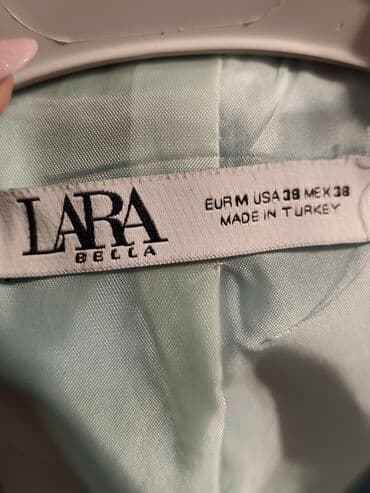 LARA
BELLA
EUR M USA 38 MEX 38
MADE IN TURKEY